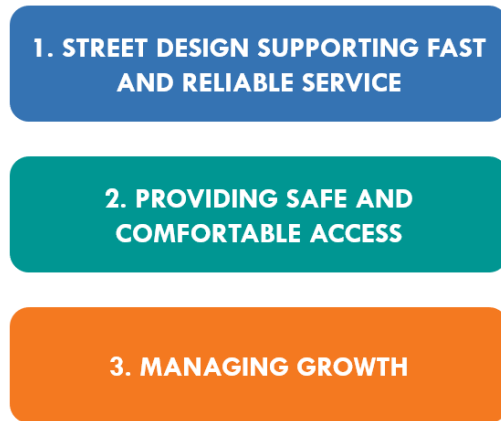 1. STREET DESIGN SUPPORTING FAST
AND RELIABLE SERVICE
2. PROVIDING SAFE AND
COMFORTABLE ACCESS
3. MANAGING GROWTH